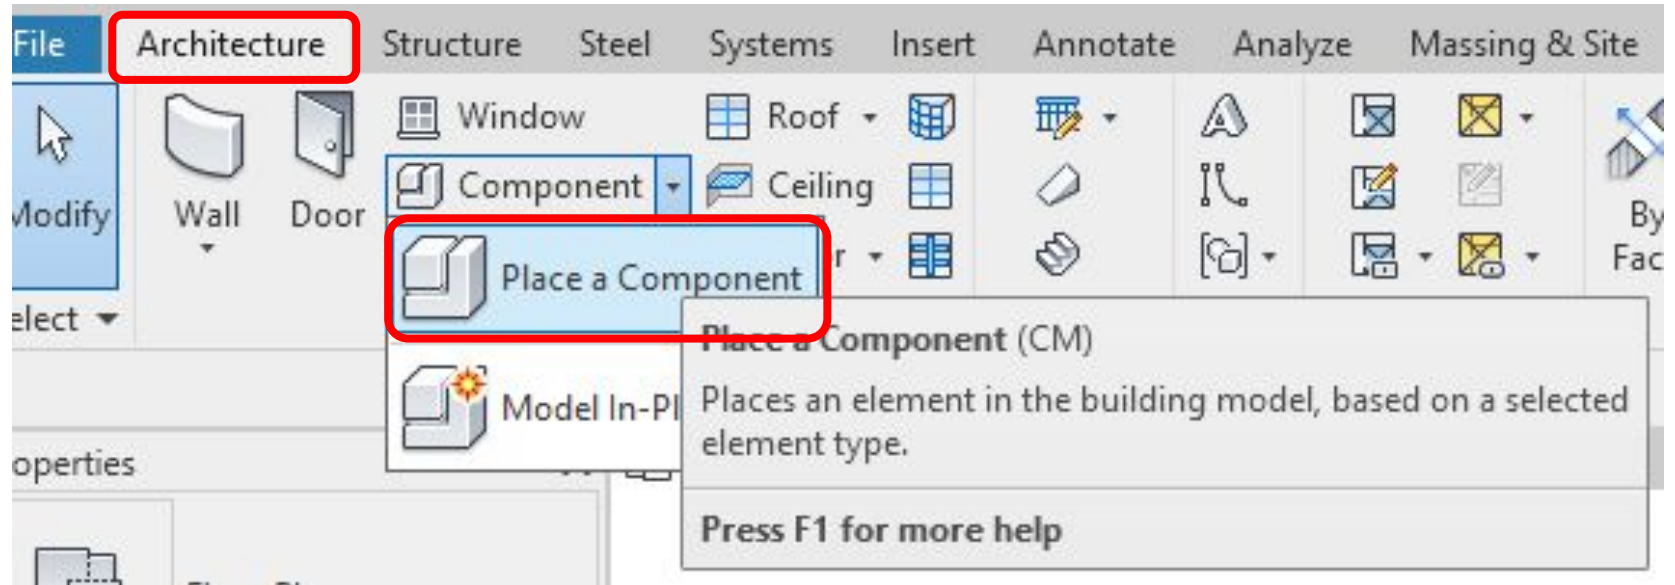 File Architecture Structure Steel Systems Insert Annotate Analyze Massing & Site
Window Roof
Component Ceiling
Modify Wall Door By
Place a Component
Select
Place a Component (CM)
Model In-Pl
Places an element in the building model, based on a selected
element type.
operties
Press F1 for more help